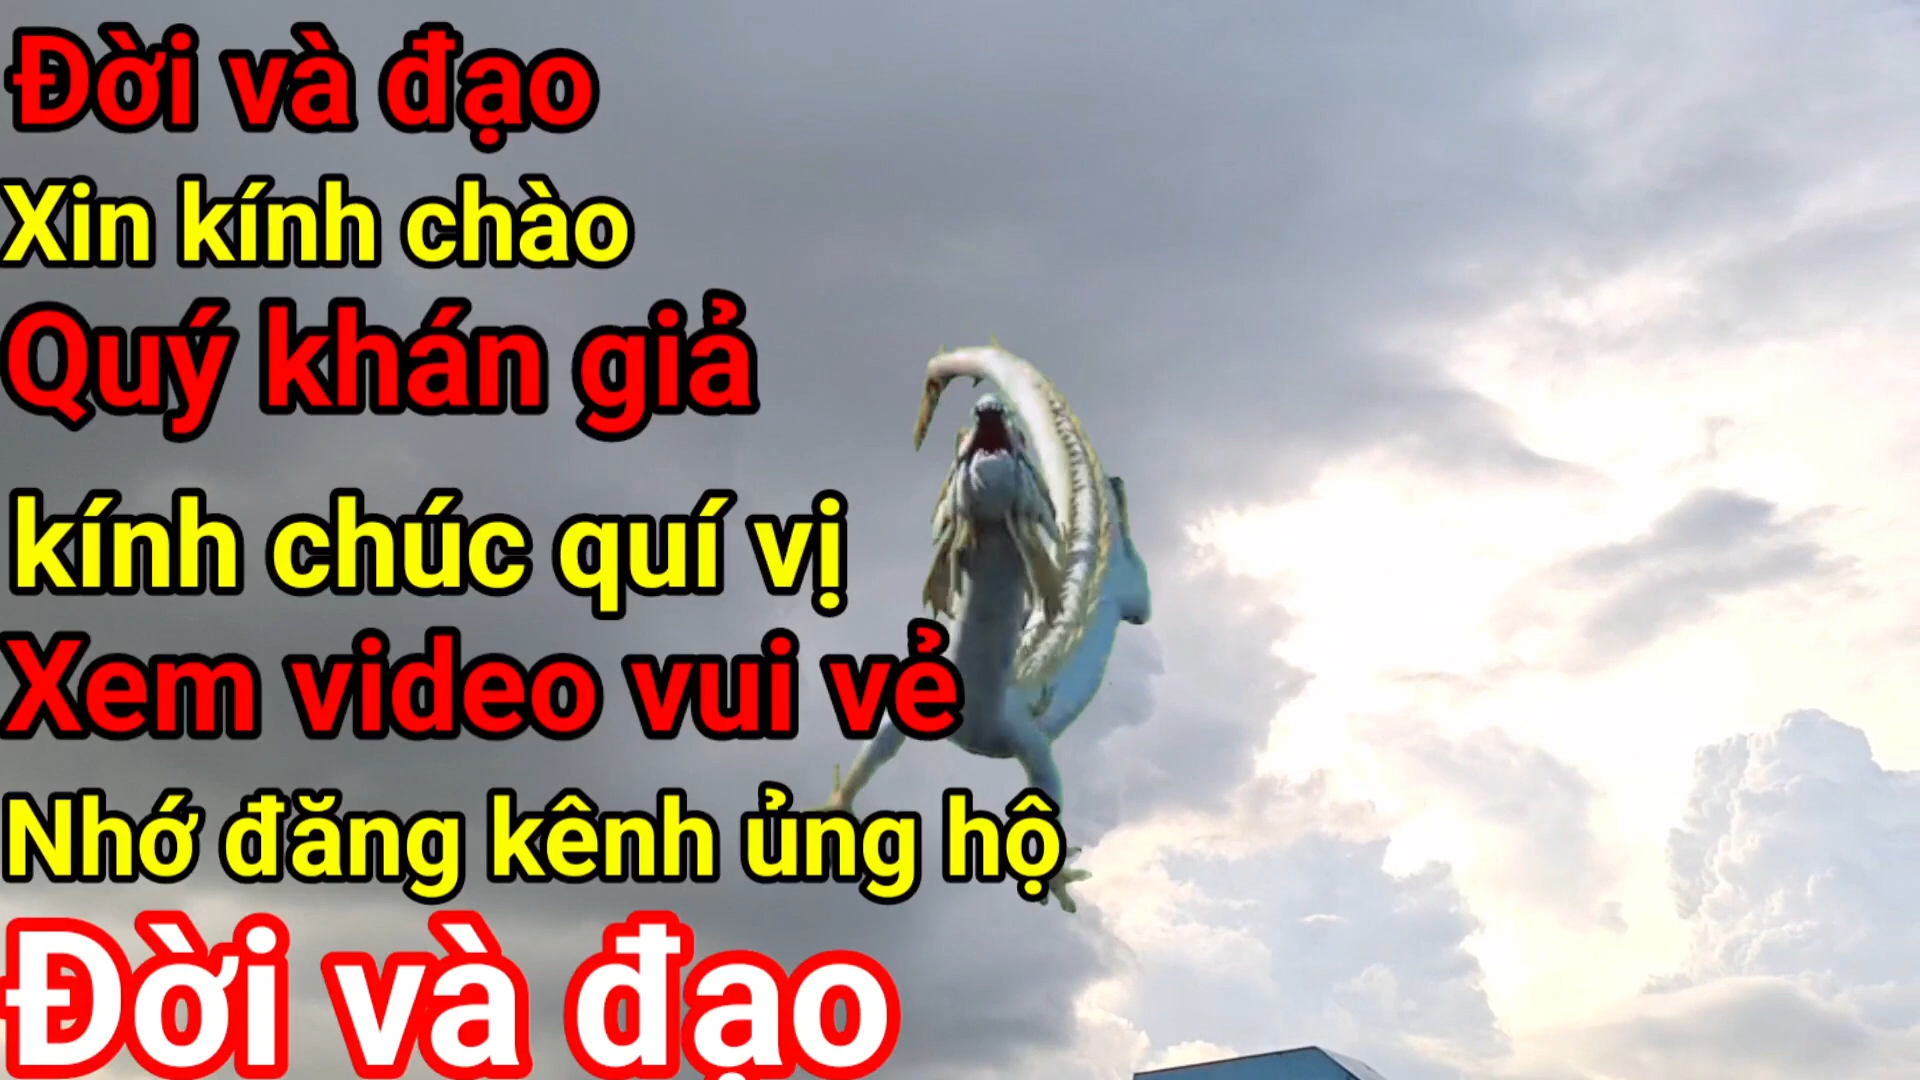 Đời và đạo
Xin kính chào
Quý khán giả
kính chúc quí vị
Xem video vui vẻ
Nhớ đăng kênh ủng hộ
Đời và đạo